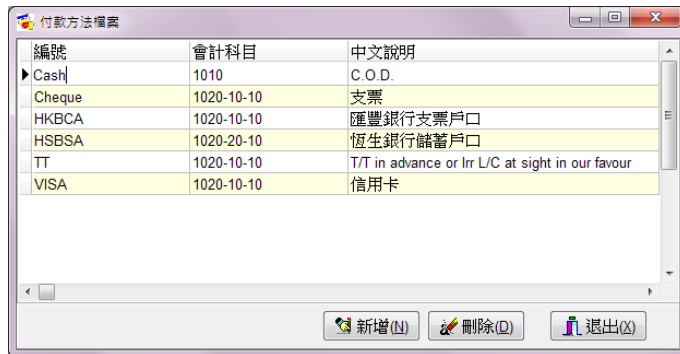 付款方法檔案
編號 會計科目 中文說明
Cash 1010 C.O.D.
Cheque 1020-10-10 支票
HKBCA 1020-10-10 匯豐銀行支票戶口
HSBSA 1020-20-10 恆生銀行儲蓄戶口
TT 1020-10-10 T/T in advance or Irr L/C at sight in our favour
VISA 1020-10-10 信用卡
新增(N) 刪除(D) 退出(X)